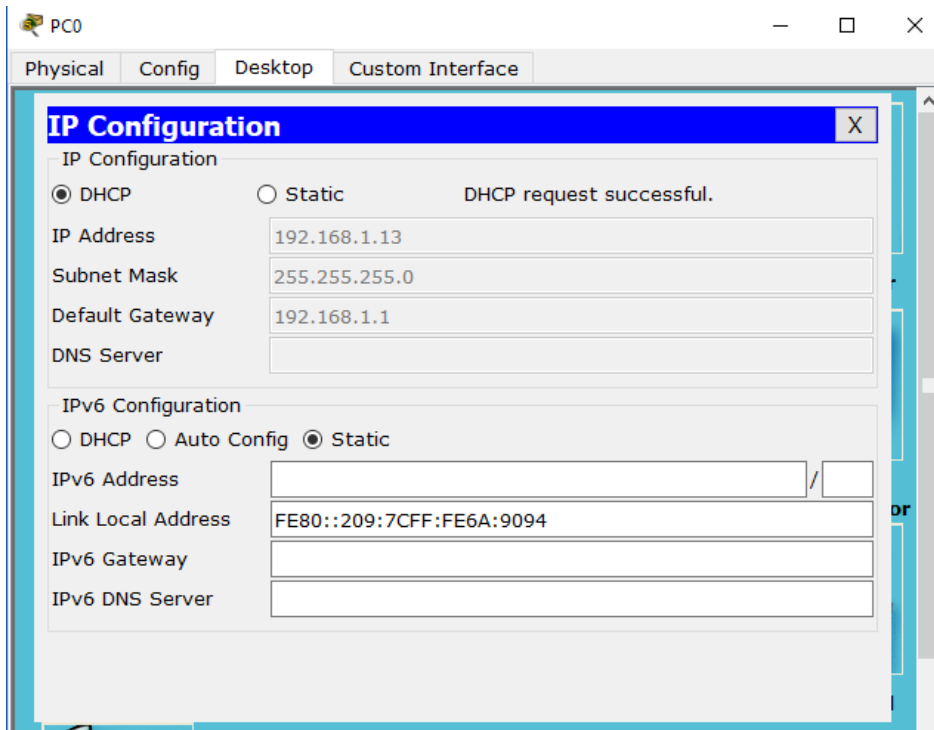 PC0
Physical Config Desktop Custom Interface
IP Configuration X
IP Configuration
DHCP Static DHCP request successful.
IP Address 192.168.1.13
Subnet Mask 255.255.255.0
Default Gateway 192.168.1.1
DNS Server
IPv6 Configuration
DHCP Auto Config Static
IPv6 Address /
Link Local Address FE80::209:7CFF:FE6A:9094
IPv6 Gateway
IPv6 DNS Server
or